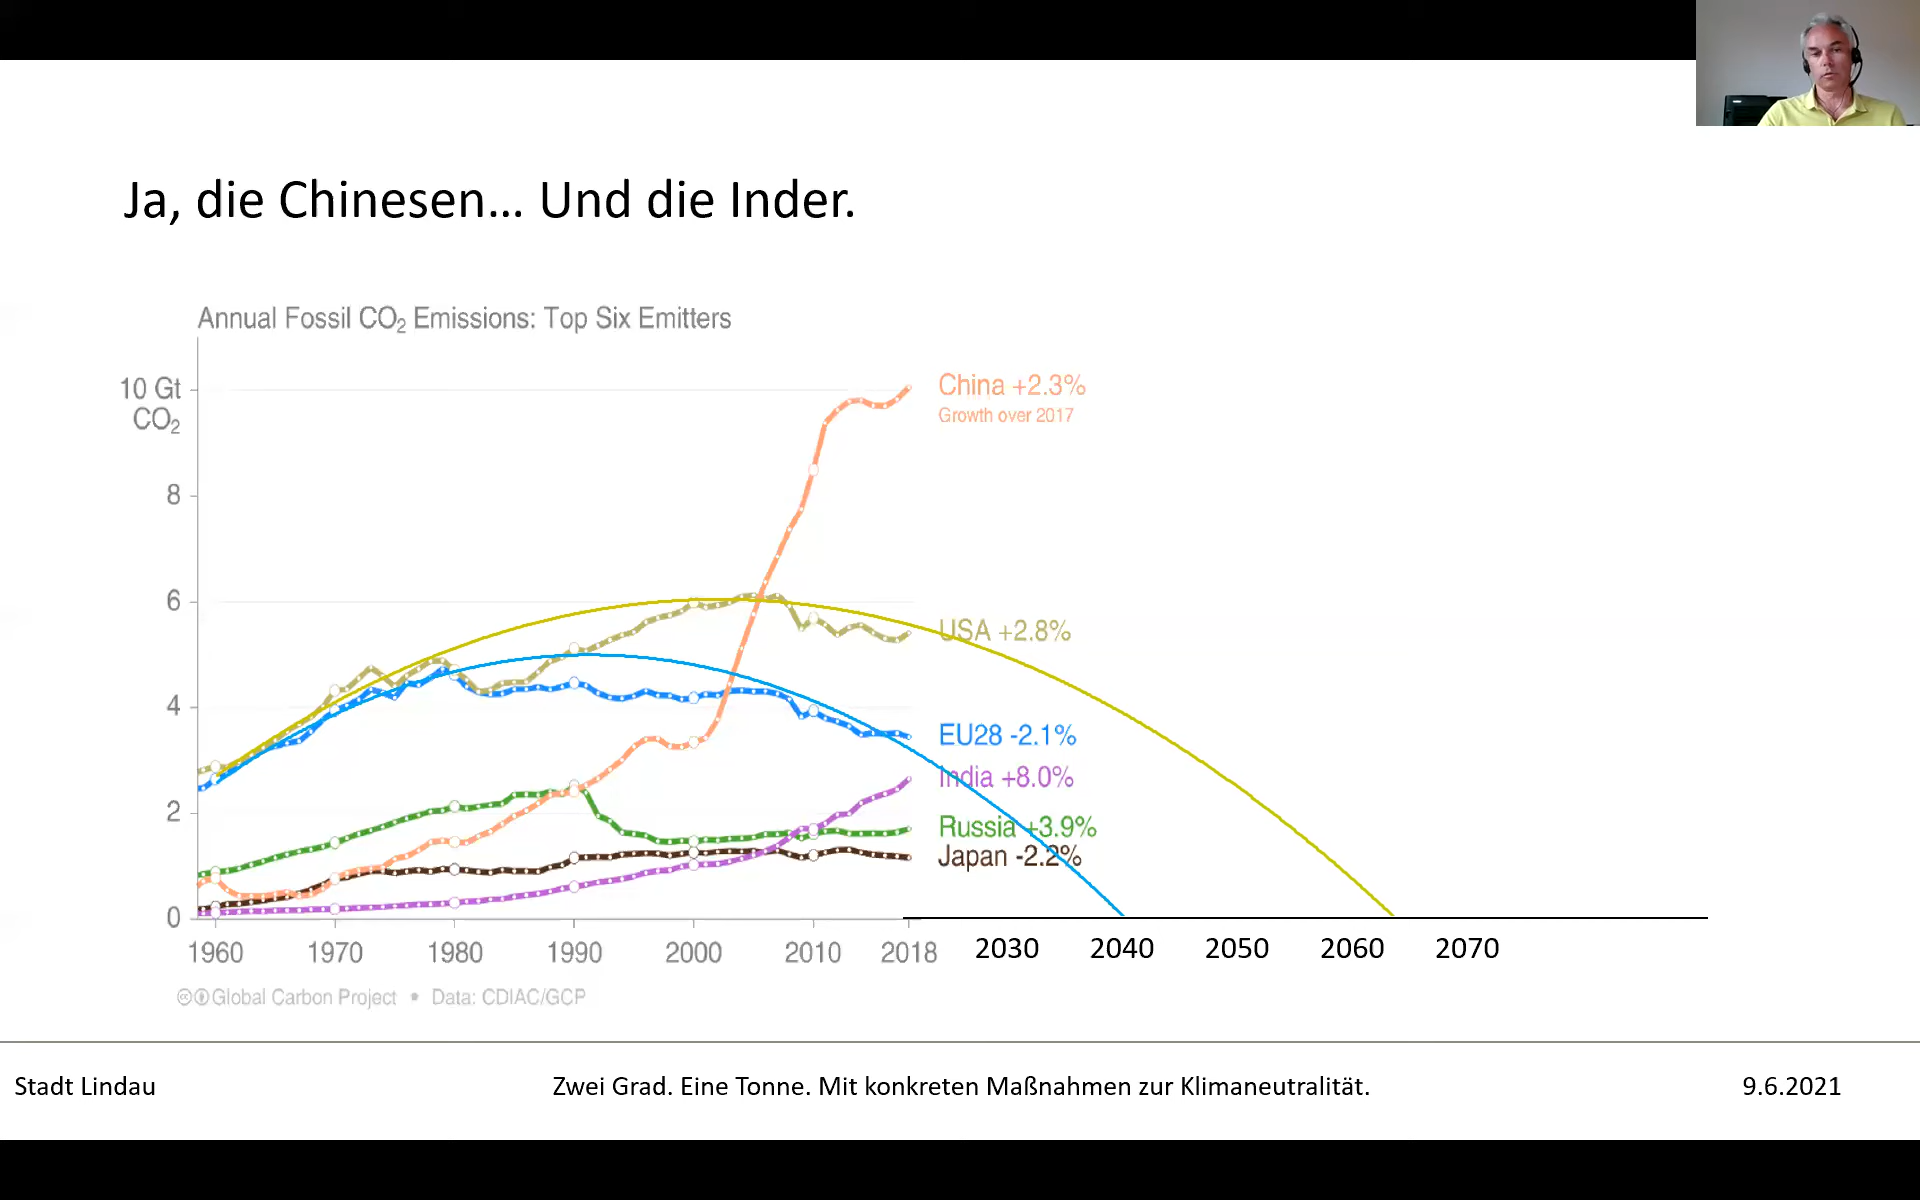 Ja, die Chinesen... Und die Inder.
Annual Fossil CO₂ Emissions: Top Six Emitters
10 Gt
CO₂
8
6
4
2
0
China +2.3%
Growth over 2017
USA +2.8%
EU28 -2.1%
India +8.0%
Russia +3.9%
Japan -2.2%
1960 1970 1980 1990 2000 2010 2018 2030 2040 2050 2060 2070
Global Carbon Project • Data: CDIAC/GCP
Stadt Lindau
Zwei Grad. Eine Tonne. Mit konkreten Maßnahmen zur Klimaneutralität.
9.6.2021